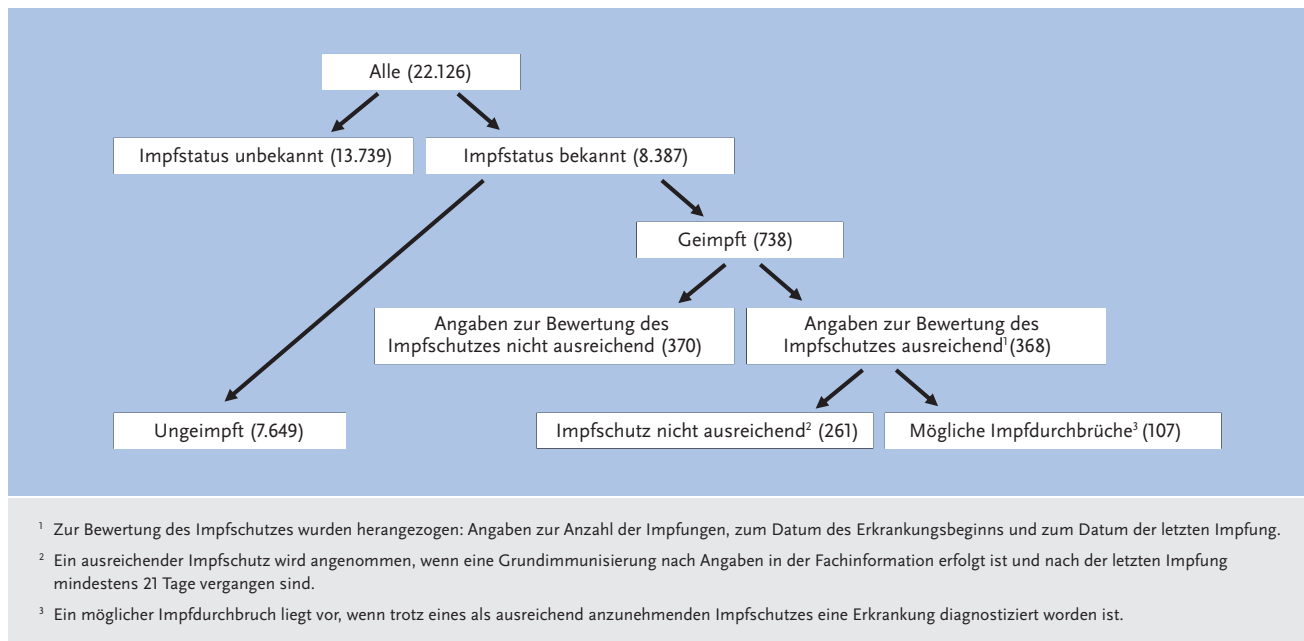 Alle (22.126)
Impfstatus unbekannt (13.739)
Impfstatus bekannt (8.387)
Geimpft (738)
Angaben zur Bewertung des
Impfschutzes nicht ausreichend (370)
Angaben zur Bewertung des
Impfschutzes ausreichend¹(368)
Ungeimpft (7.649)
Impfschutz nicht ausreichend² (261)
Mögliche Impfdurchbrüche³ (107)
¹ Zur Bewertung des Impfschutzes wurden herangezogen: Angaben zur Anzahl der Impfungen, zum Datum des Erkrankungsbeginns und zum Datum der letzten Impfung.
² Ein ausreichender Impfschutz wird angenommen, wenn eine Grundimmunisierung nach Angaben in der Fachinformation erfolgt ist und nach der letzten Impfung
mindestens 21 Tage vergangen sind.
³ Ein möglicher Impfdurchbruch liegt vor, wenn trotz eines als ausreichend anzunehmenden Impfschutzes eine Erkrankung diagnostiziert worden ist.